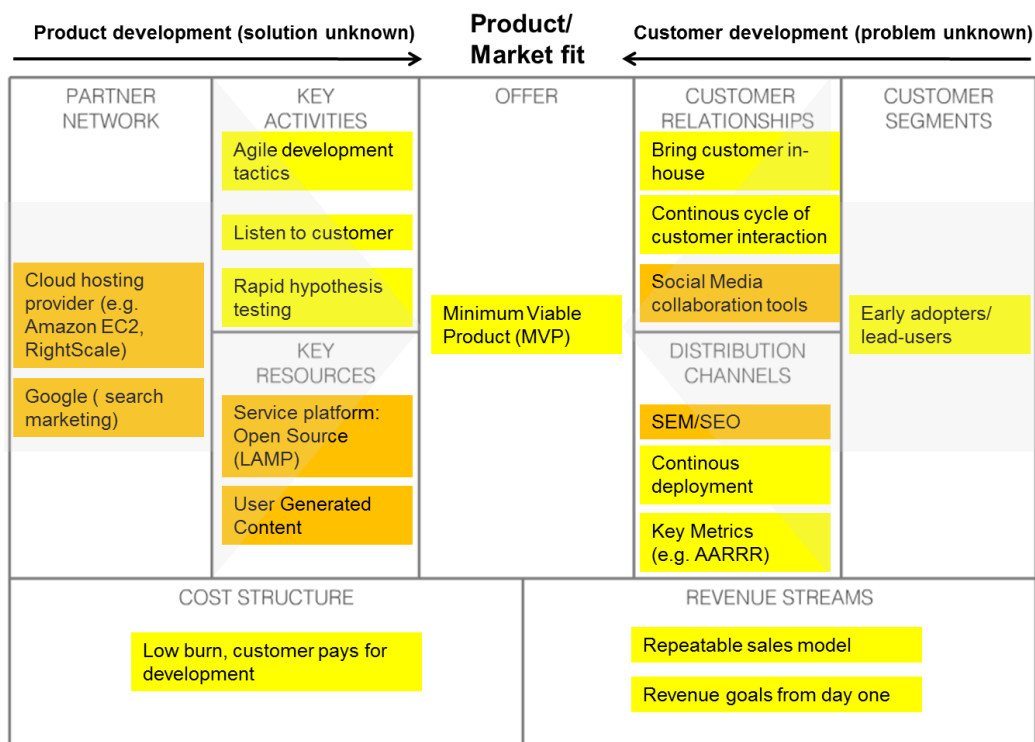 Product development (solution unknown)
Product/
Market fit
Customer development (problem unknown)
PARTNER
NETWORK
Cloud hosting
provider (e.g.
Amazon EC2,
RightScale)
Google ( search
marketing)
KEY
ACTIVITIES
Agile development
tactics
Listen to customer
Rapid hypothesis
testing
KEY
RESOURCES
Service platform:
Open Source
(LAMP)
User Generated
Content
OFFER
Minimum Viable
Product (MVP)
CUSTOMER
RELATIONSHIPS
Bring customer in-
house
Continous cycle of
customer interaction
Social Media
collaboration tools
DISTRIBUTION
CHANNELS
SEM/SEO
Continous
deployment
Key Metrics
(e.g. AARRR)
CUSTOMER
SEGMENTS
Early adopters/
lead-users
COST STRUCTURE
Low burn, customer pays for
development
REVENUE STREAMS
Repeatable sales model
Revenue goals from day one